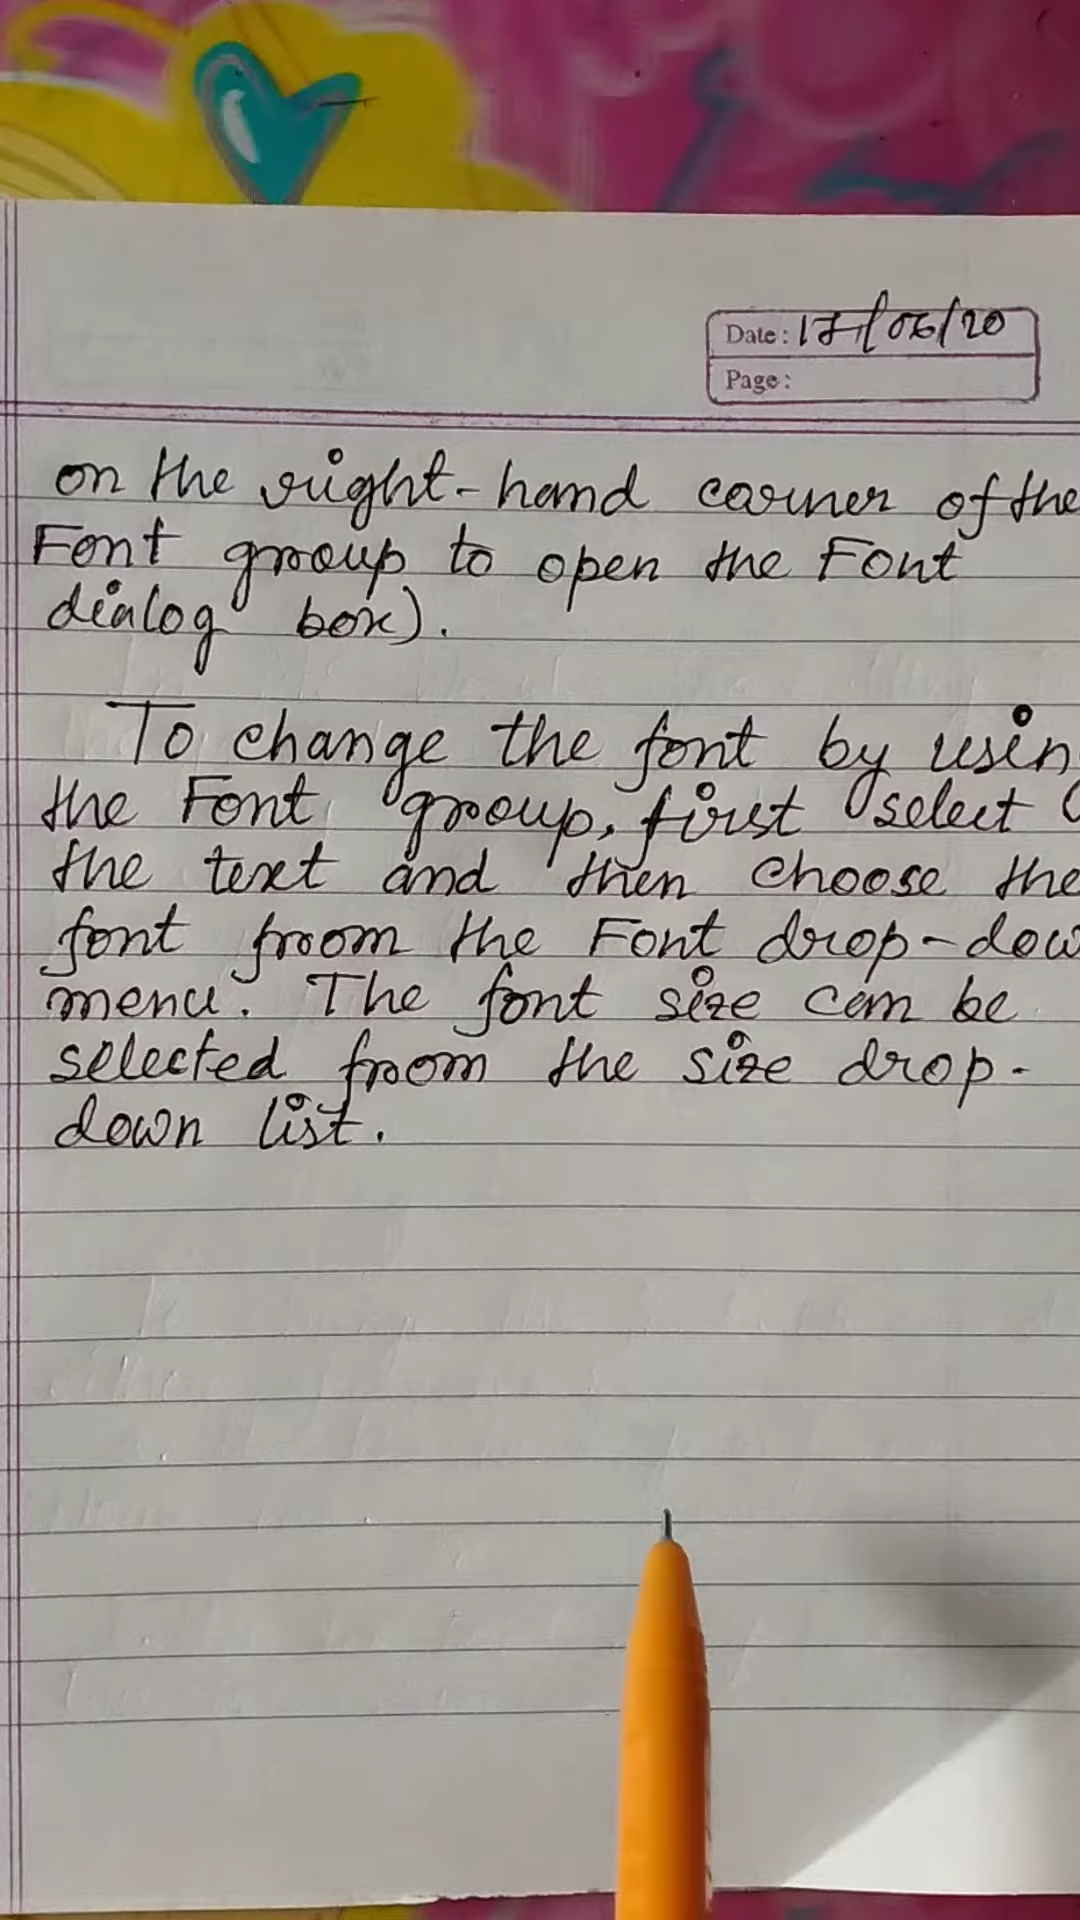 Date: 17/06/20
Page:
on the right-hand corner of the
Font group to open the Font
dialog box).
To change the font by usin
the Font group, first select
the text and then choose the
font from the Font drop-dow
menu. The font size can be
selected from the size drop-
down list.